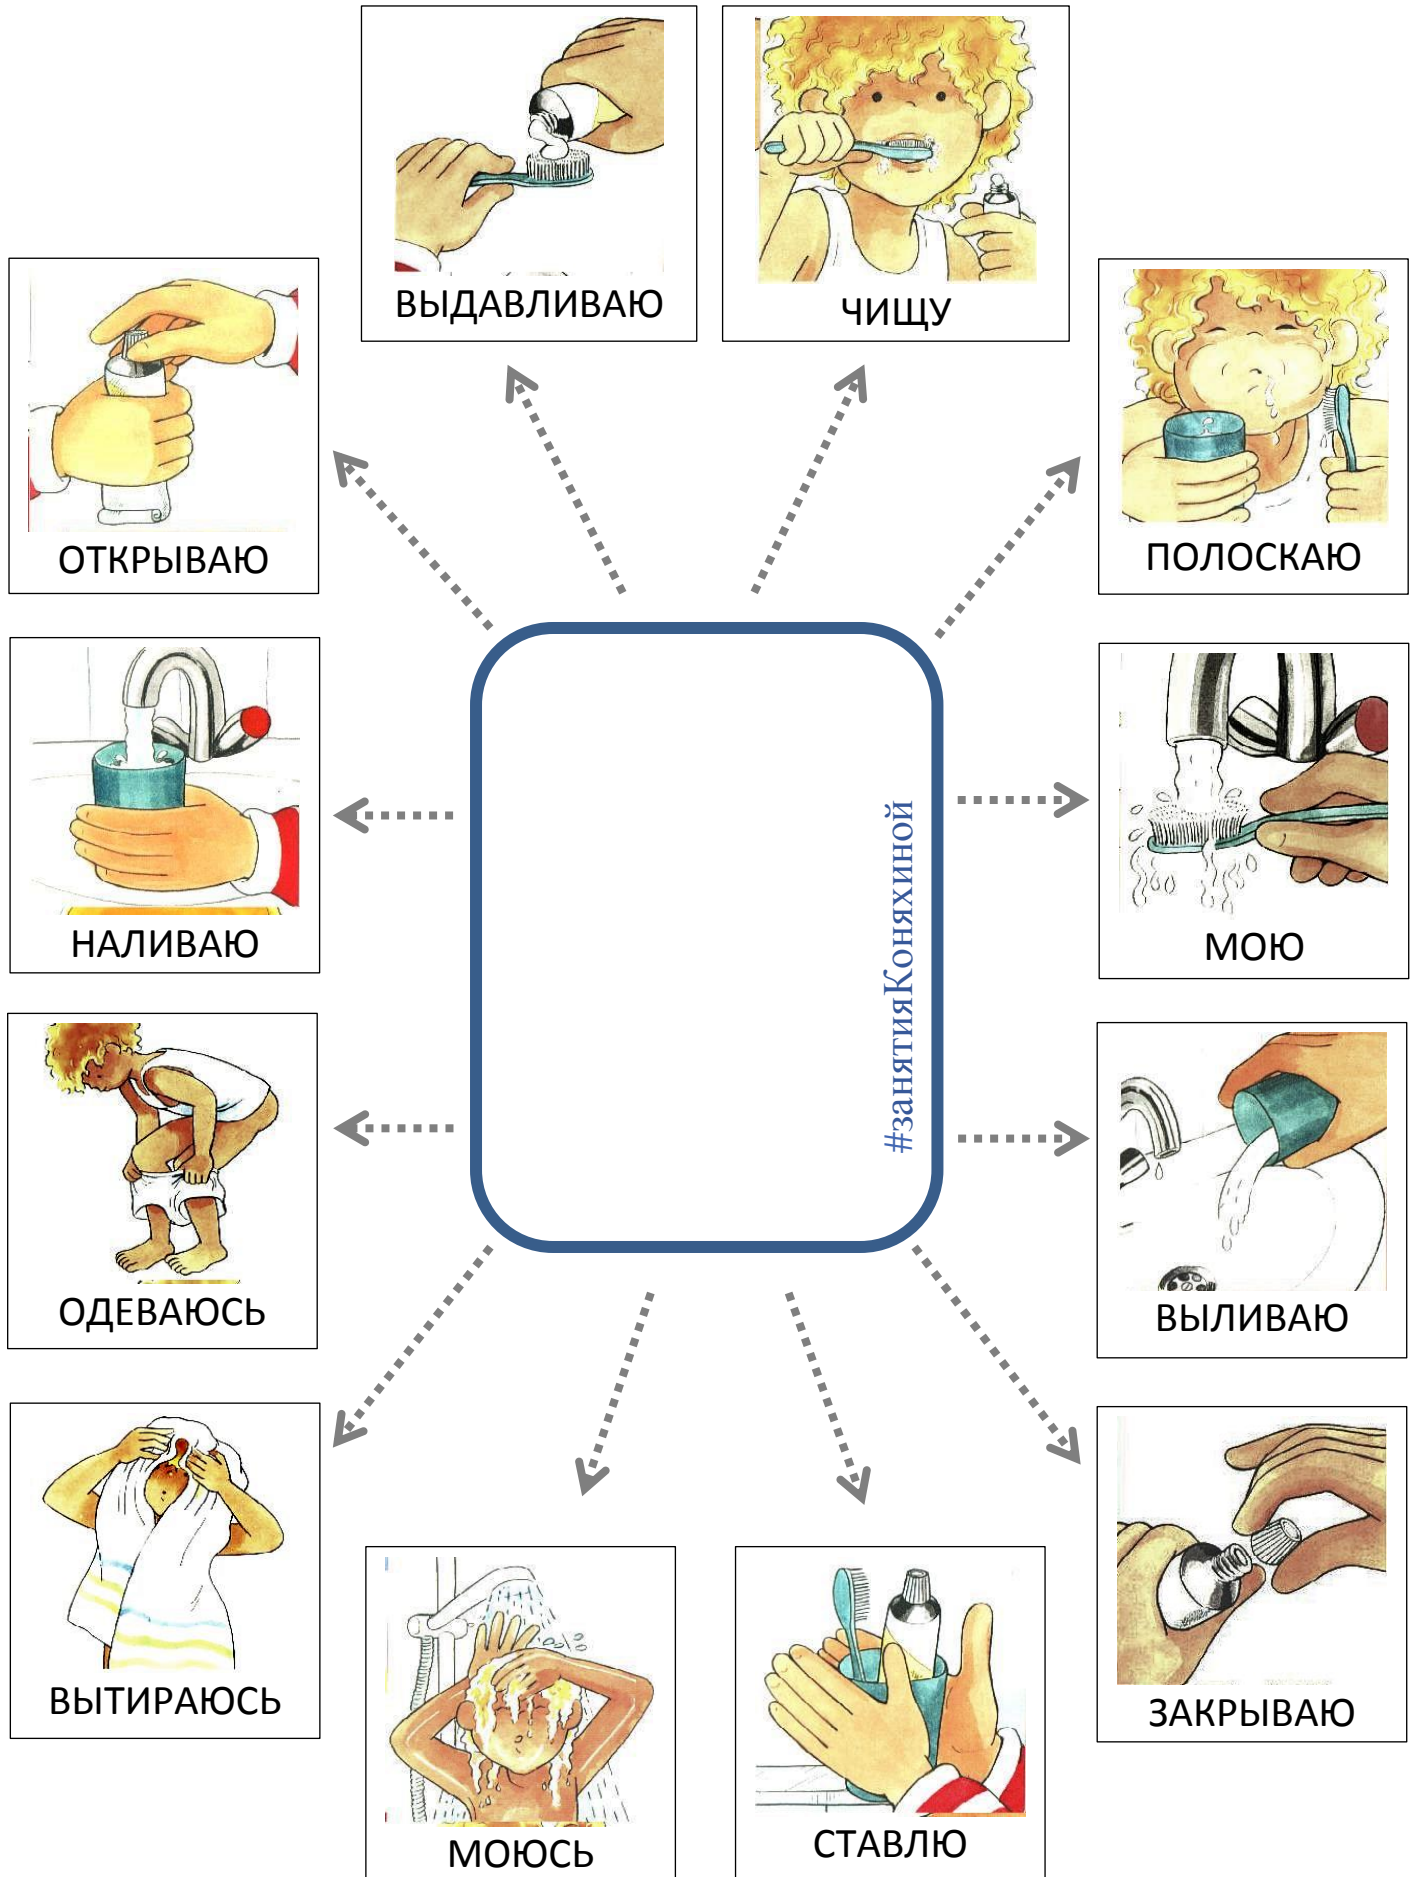 ВЫДАВЛИВАЮ
ЧИЩУ
ОТКРЫВАЮ
ПОЛОСКАЮ
НАЛИВАЮ
МОЮ
#занятияКоняхиной
ОДЕВАЮСЬ
ВЫЛИВАЮ
ВЫТИРАЮСЬ
ЗАКРЫВАЮ
МОЮСЬ
СТАВЛЮ